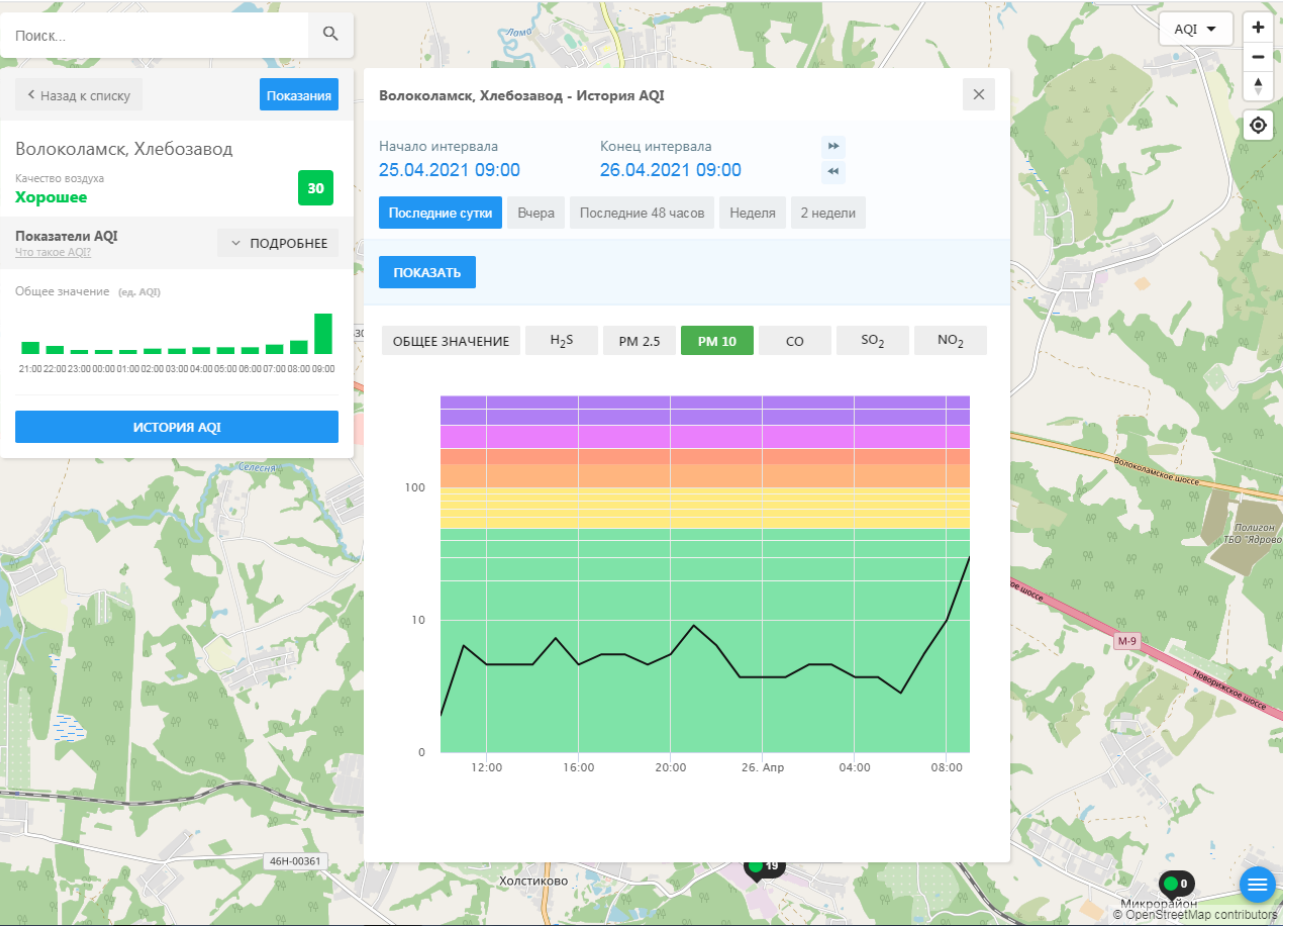 Поиск...
AQI
Назад к списку
Показания
Волоколамск, Хлебозавод
Качество воздуха
Хорошее
30
Показатели AQI
Что такое AQI?
ПОДРОБНЕЕ
Общее значение (ед. AQI)
21:00 22:00 23:00 00:00 01:00 02:00 03:00 04:00 05:00 06:00 07:00 08:00 09:00
ИСТОРИЯ AQI
Волоколамск, Хлебозавод - История AQI
Начало интервала
Конец интервала
25.04.2021 09:00
26.04.2021 09:00
Последние сутки
Вчера
Последние 48 часов
Неделя
2 недели
ПОКАЗАТЬ
ОБЩЕЕ ЗНАЧЕНИЕ
H2S
PM 2.5
PM 10
CO
SO2
NO2
100
10
0
12:00 16:00 20:00 26. Апр 04:00 08:00
Лама
Селесня
Волоколамское шоссе
Полигон
ТБО "Ядрово"
М-9
Новорижское шоссе
46Н-00361
Холстиково
19
0
Микрорайон
© OpenStreetMap contributors